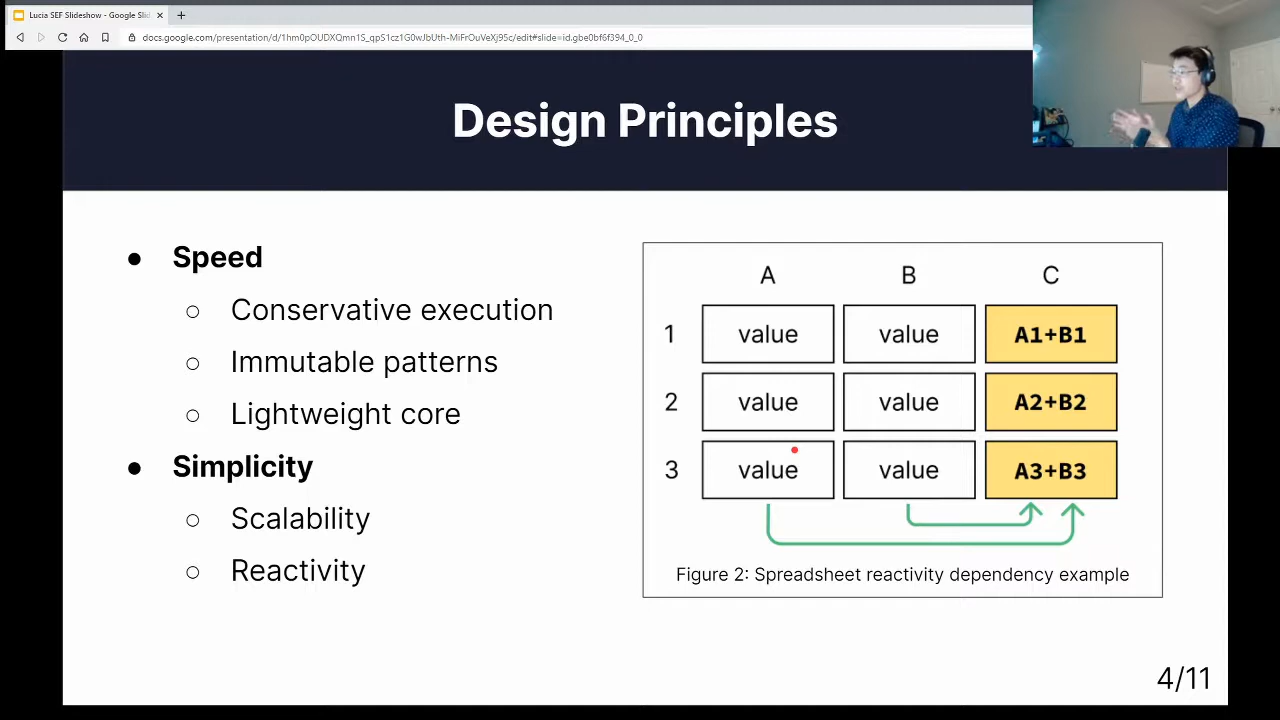 Lucia SEF Slideshow - Google Sli
docs.google.com/presentation/d/1hm0pOUDXQmn1S_qpS1cz1G0wJbUth-MiFrOuVeXj95c/edit#slide=id.gbe0bf6f394_0_0
Design Principles
● Speed
○ Conservative execution
○ Immutable patterns
○ Lightweight core
● Simplicity
○ Scalability
○ Reactivity
A B C
1 value value A1+B1
2 value value A2+B2
3 value value A3+B3
Figure 2: Spreadsheet reactivity dependency example
4/11